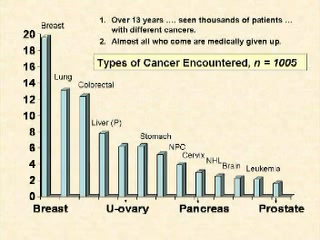 Breast
1. Over 13 years .... seen thousands of patients ...
with different cancers.
2. Almost all who come are medically given up.
Types of Cancer Encountered, n = 1005
20
18
16
14
12
10
8
6
4
2
0
Lung
Colorectal
Liver (P)
Stomach
NPC
Cervix
NHL
Brain
Leukemia
Breast
U-ovary
Pancreas
Prostate